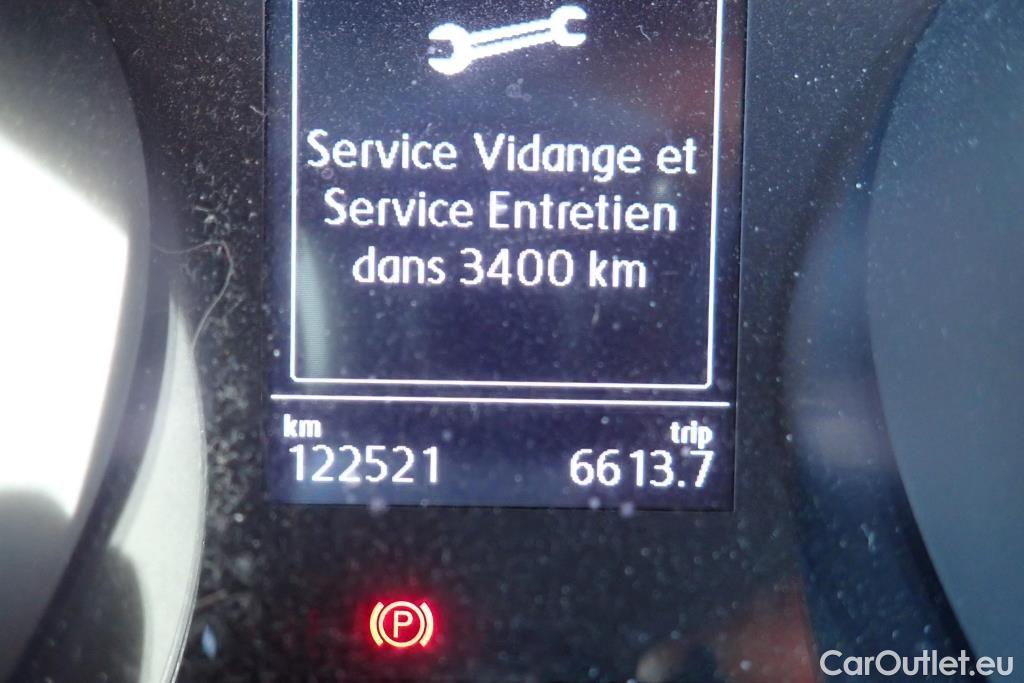 Service Vidange et
Service Entretien
dans 3400 km
km trip
122521 6613.7
P
CarOutlet.eu